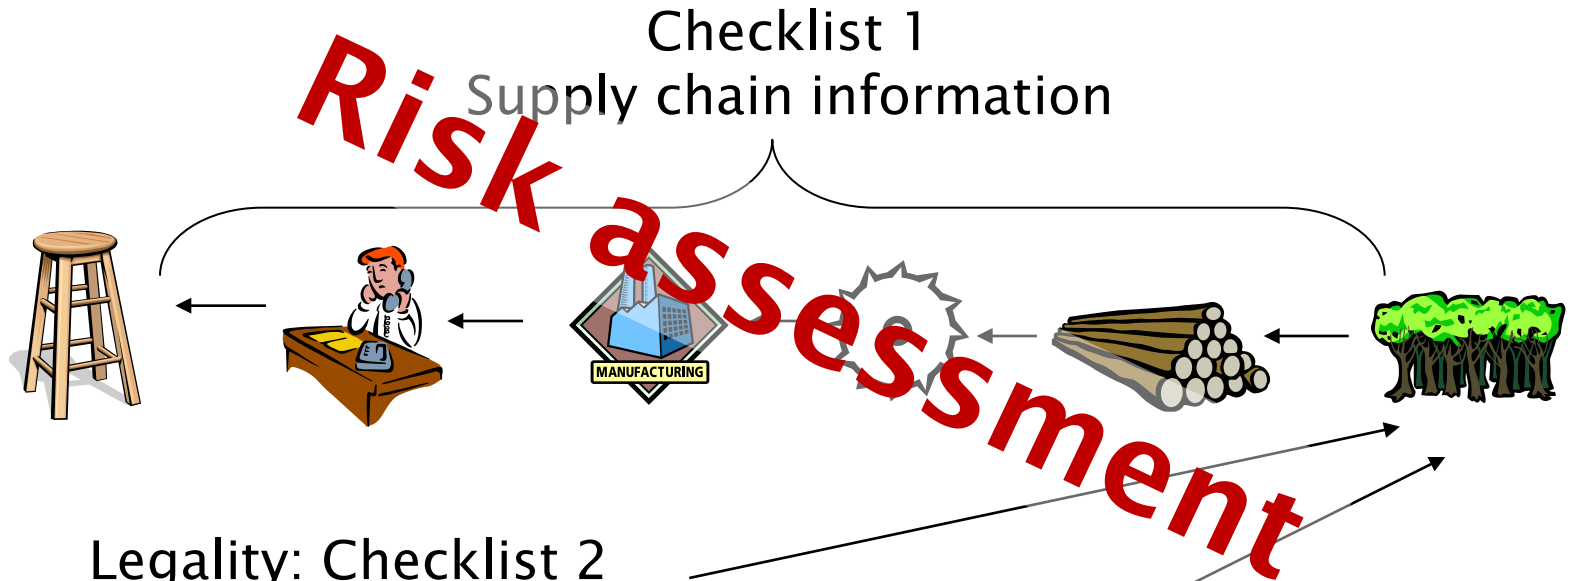 Checklist 1
Supply chain information
Risk assessment
MANUFACTURING
Legality: Checklist 2